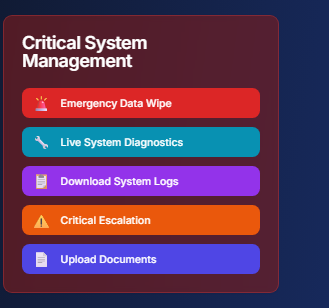 Critical System
Management
Emergency Data Wipe
Live System Diagnostics
Download System Logs
Critical Escalation
Upload Documents